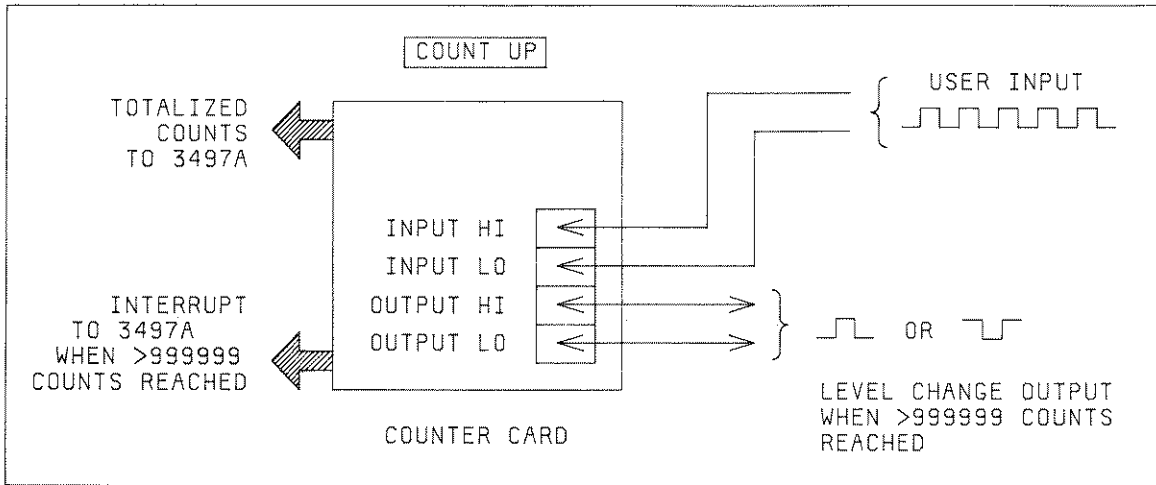 COUNT UP
TOTALIZED
COUNTS
TO 3497A
USER INPUT
INPUT HI
INPUT LO
OUTPUT HI
OUTPUT LO
INTERRUPT
TO 3497A
WHEN >999999
COUNTS REACHED
OR
LEVEL CHANGE OUTPUT
WHEN >999999 COUNTS
REACHED
COUNTER CARD